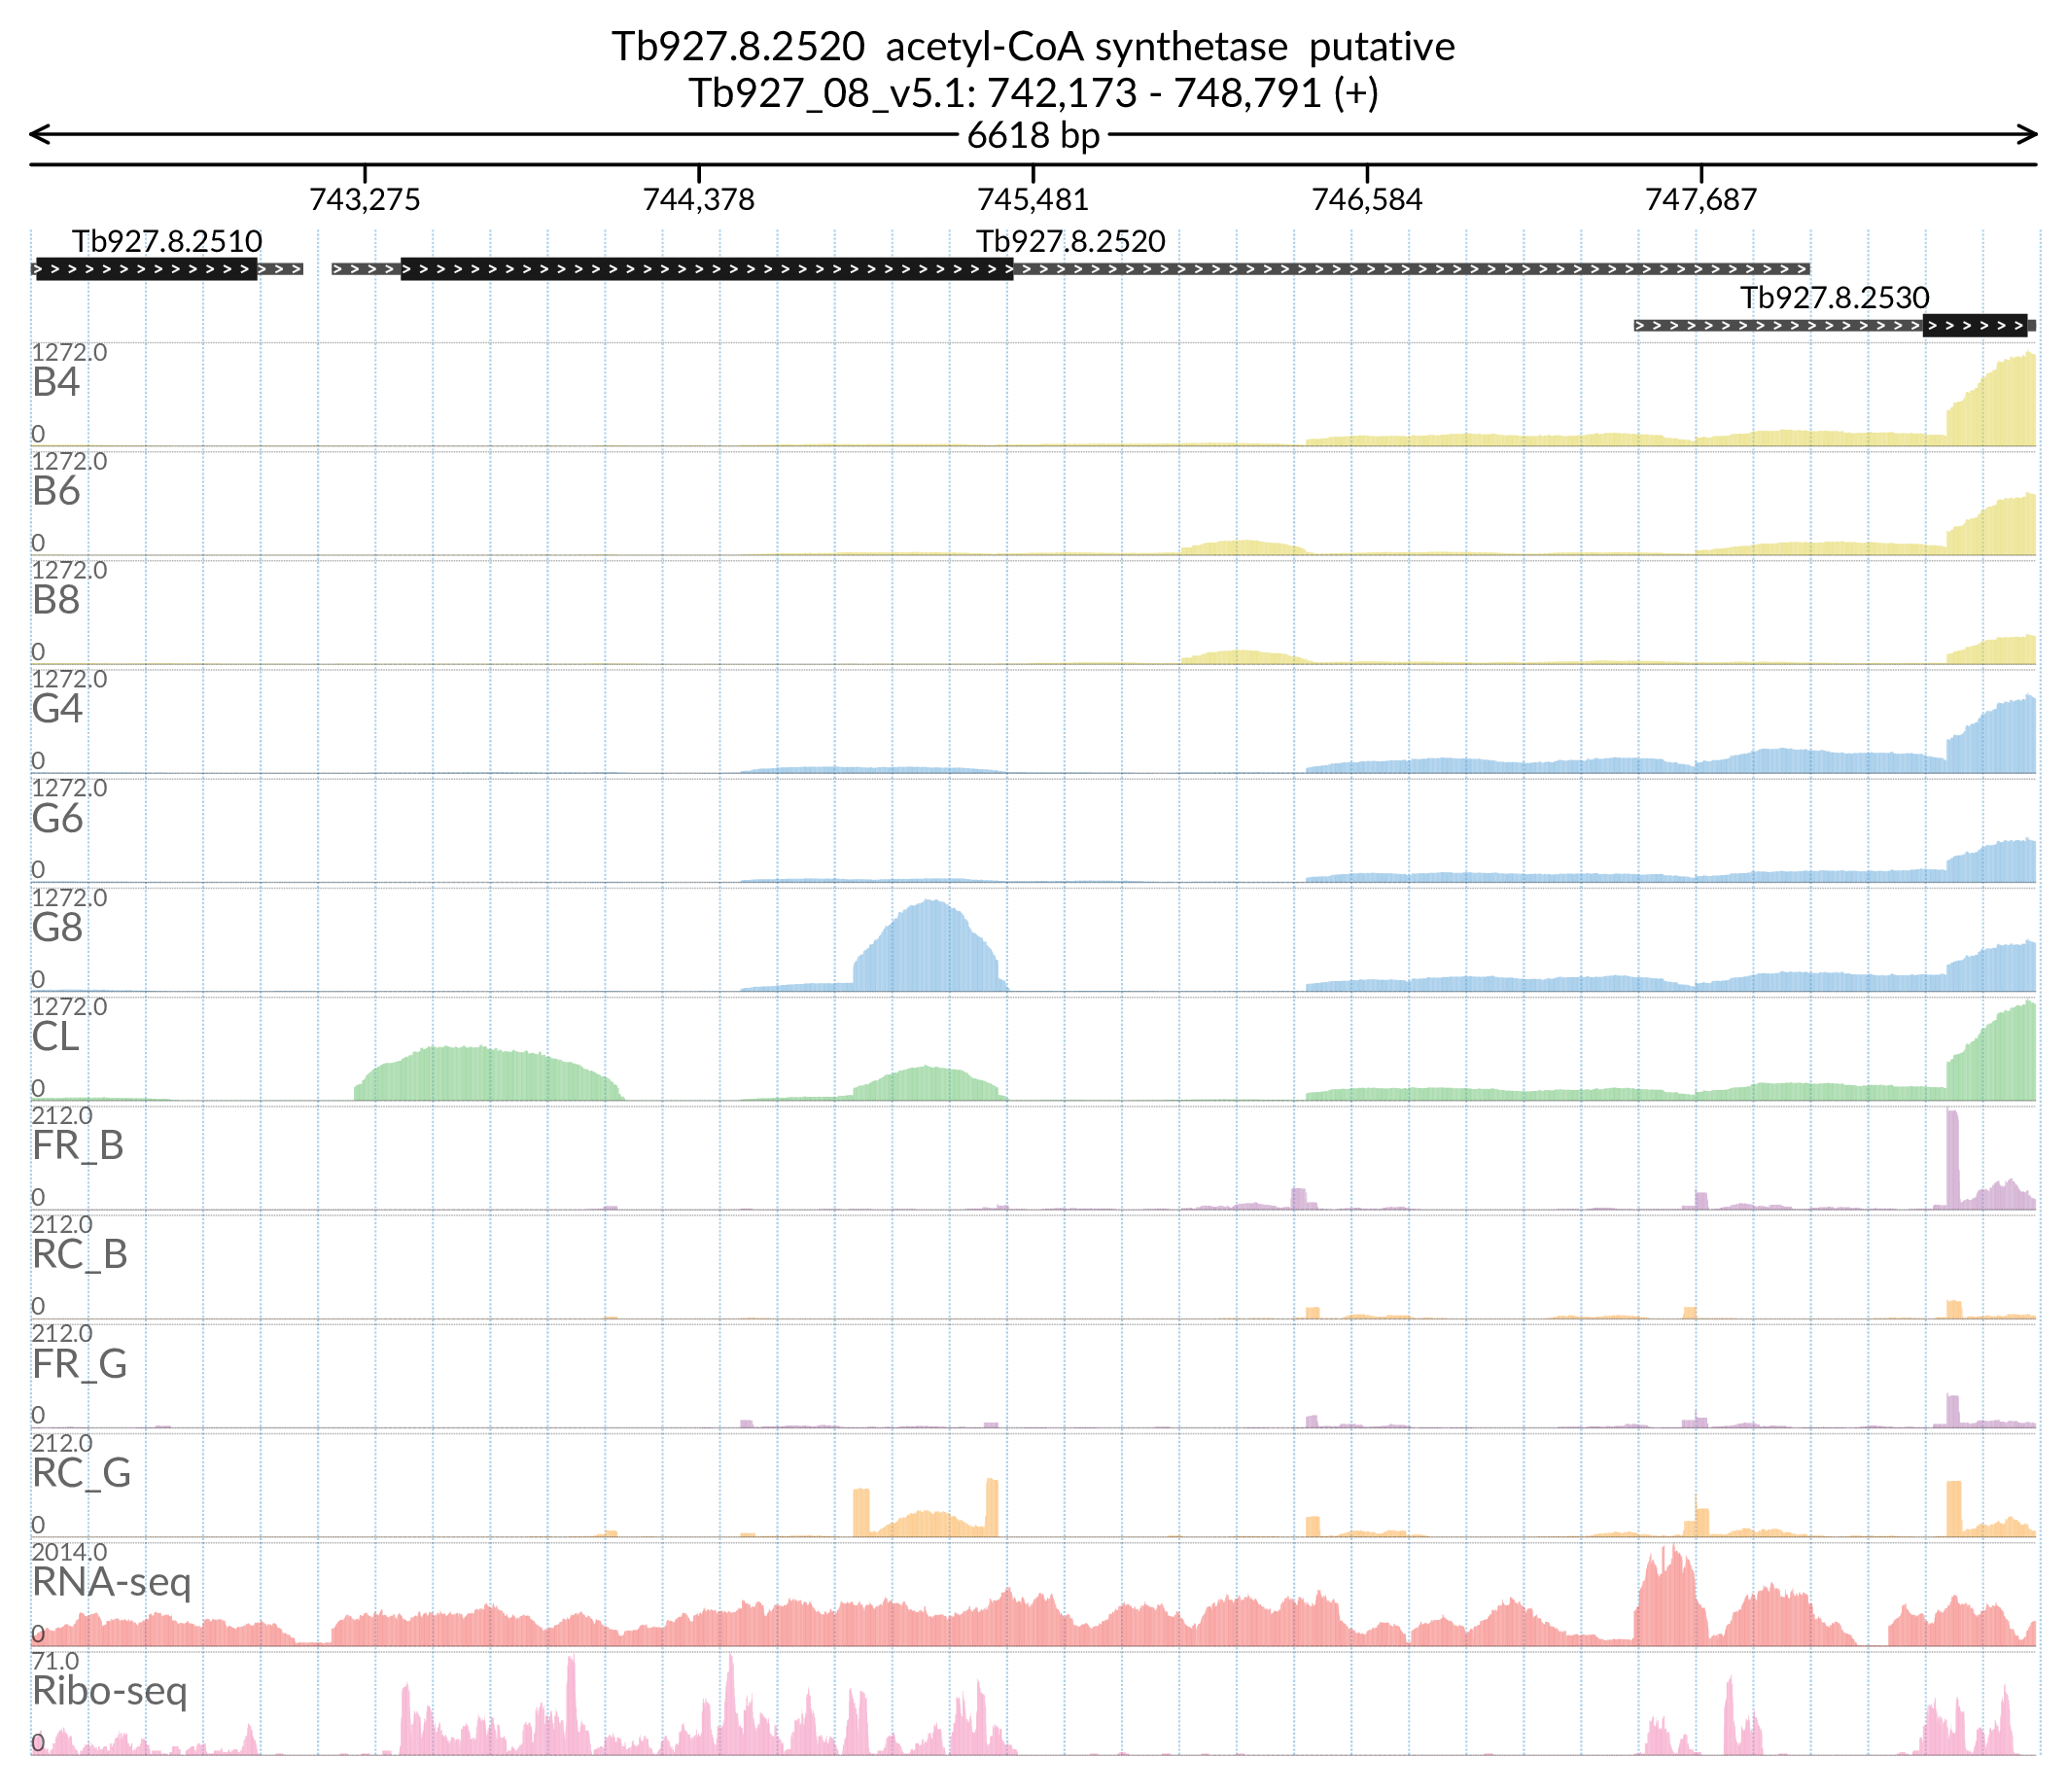 Tb927.8.2520  acetyl-CoA synthetase  putative
Tb927_08_v5.1: 742,173 - 748,791 (+)
6618 bp
743,275 744,378 745,481 746,584 747,687
Tb927.8.2510 Tb927.8.2520
Tb927.8.2530
1272.0
B4
0
1272.0
B6
0
1272.0
B8
0
1272.0
G4
0
1272.0
G6
0
1272.0
G8
0
1272.0
CL
0
212.0
FR_B
0
212.0
RC_B
0
212.0
FR_G
0
212.0
RC_G
0
2014.0
RNA-seq
0
71.0
Ribo-seq
0